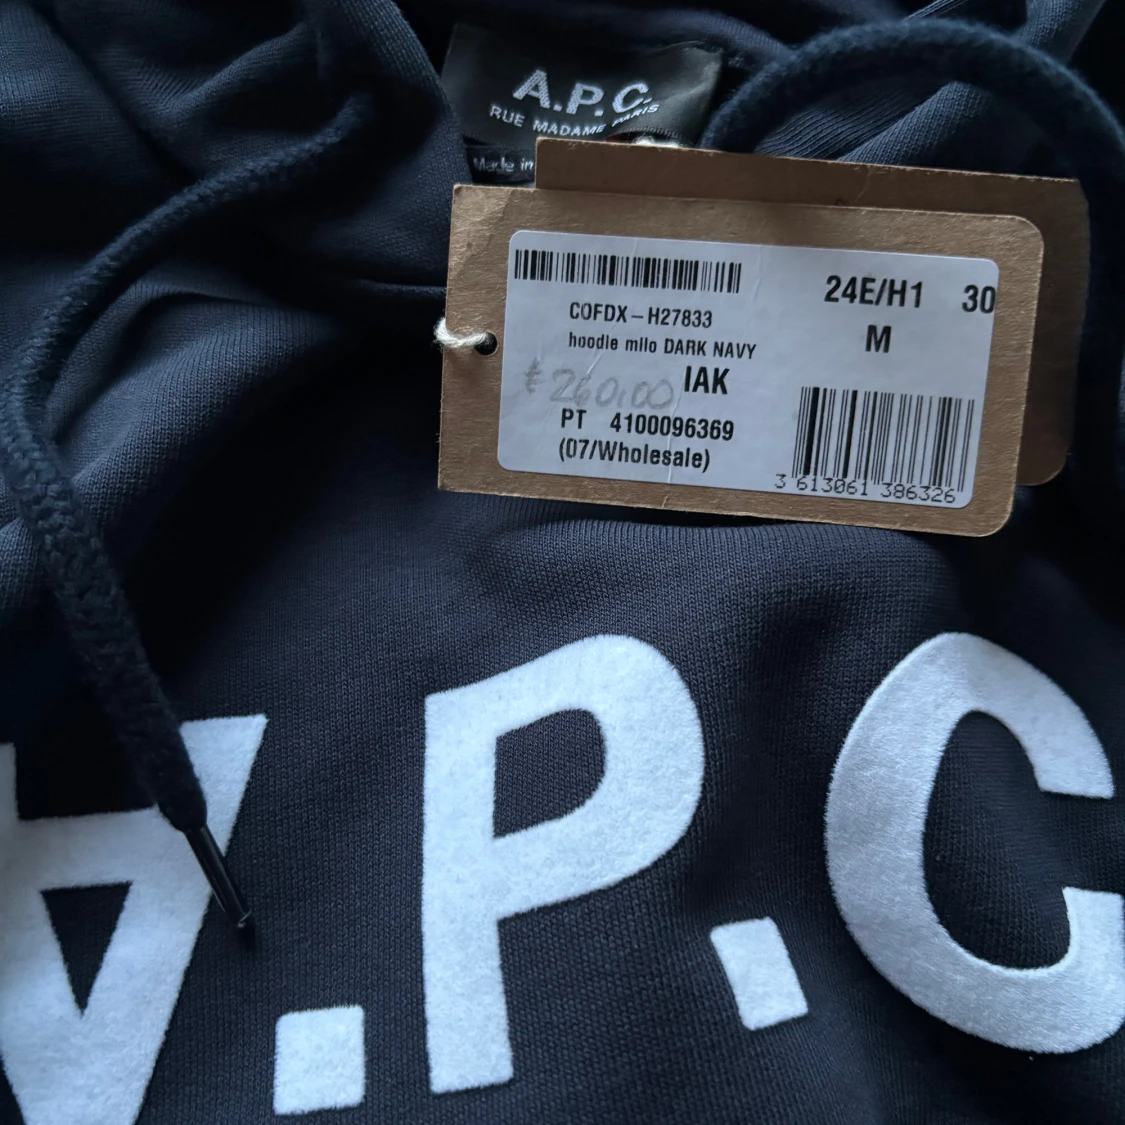 A.P.C.
RUE MADAME PARIS
Made in
24E/H1 30
M
COFDX-H27833
hoodie milo DARK NAVY
£260.00 IAK
PT 4100096369
(07/Wholesale)
3 613061 386326
A.P.C